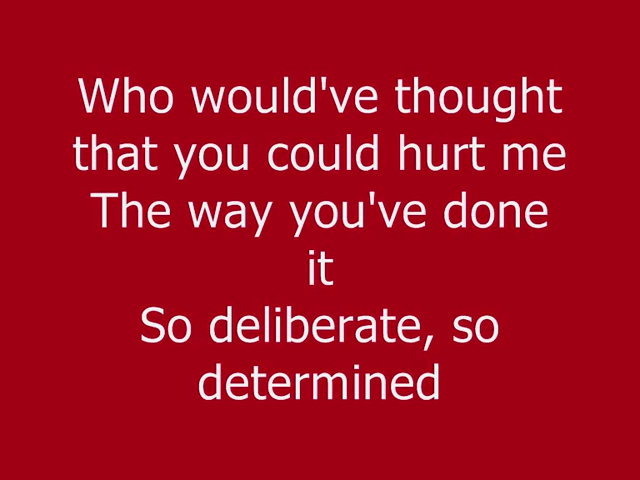 Who would've thought
that you could hurt me
The way you've done
it
So deliberate, so
determined